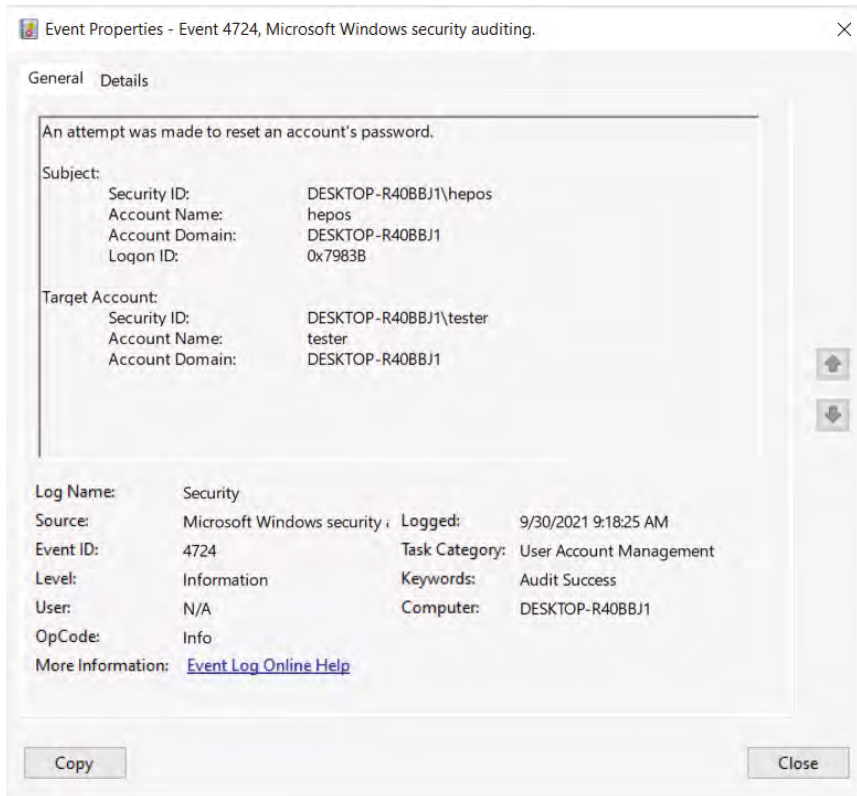 Event Properties - Event 4724, Microsoft Windows security auditing.
General Details
An attempt was made to reset an account's password.
Subject:
Security ID: DESKTOP-R40BBJ1\hepos
Account Name: hepos
Account Domain: DESKTOP-R40BBJ1
Logon ID: 0x7983B
Target Account:
Security ID: DESKTOP-R40BBJ1\tester
Account Name: tester
Account Domain: DESKTOP-R40BBJ1
Log Name: Security
Source: Microsoft Windows security Logged: 9/30/2021 9:18:25 AM
Event ID: 4724 Task Category: User Account Management
Level: Information Keywords: Audit Success
User: N/A Computer: DESKTOP-R40BBJ1
OpCode: Info
More Information: Event Log Online Help
Copy Close